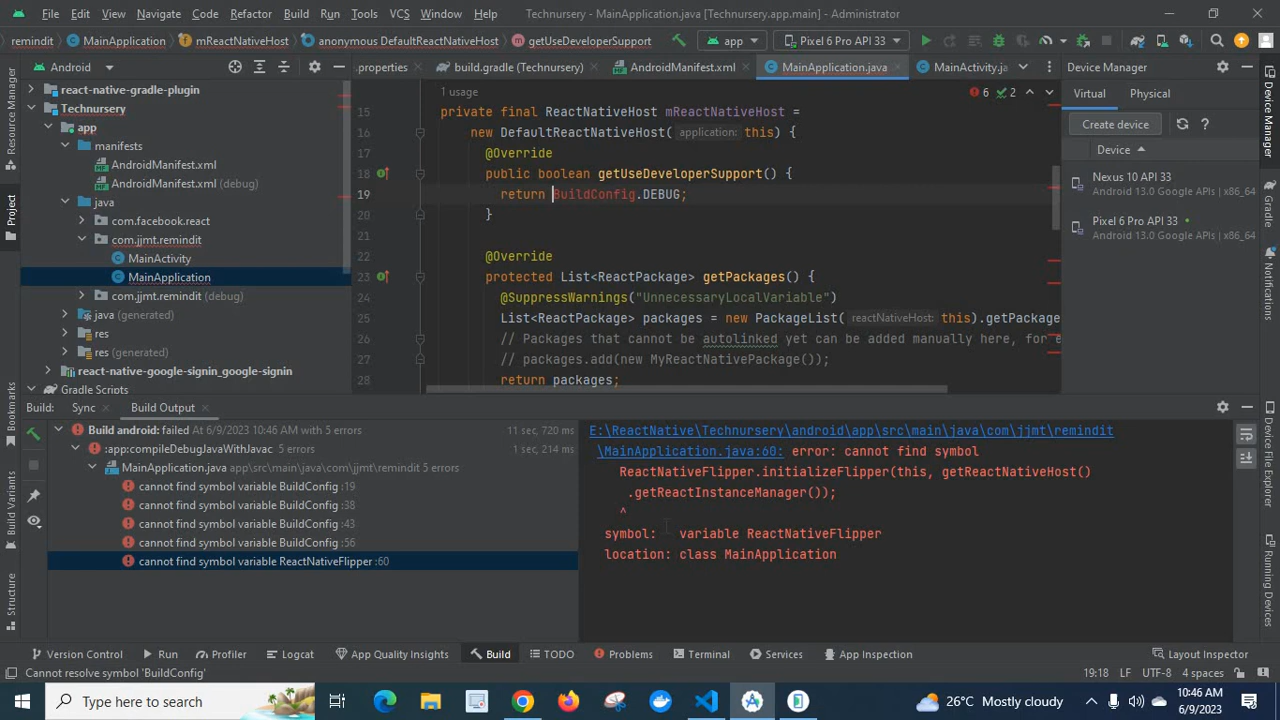 File Edit View Navigate Code Refactor Build Run Tools VCS Window Help Technursery - MainApplication.java [Technursery.app.main] - Administrator
remindit MainApplication mReactNativeHost anonymous DefaultReactNativeHost getUseDeveloperSupport app Pixel 6 Pro API 33
Android
.properties build.gradle (Technursery) AndroidManifest.xml MainApplication.java MainActivity.ja Device Manager
react-native-gradle-plugin
Technursery
app
manifests
AndroidManifest.xml
AndroidManifest.xml (debug)
java
com.facebook.react
com.jjmt.remindit
MainActivity
MainApplication
com.jjmt.remindit (debug)
java (generated)
res
res (generated)
react-native-google-signin_google-signin
Gradle Scripts
1 usage
6 2
15 private final ReactNativeHost mReactNativeHost =
16 new DefaultReactNativeHost( application: this) {
17 @Override
18 public boolean getUseDeveloperSupport() {
19 return BuildConfig.DEBUG;
20 }
21
22 @Override
23 protected List<ReactPackage> getPackages() {
24 @SuppressWarnings("UnnecessaryLocalVariable")
25 List<ReactPackage> packages = new PackageList( reactNativeHost: this).getPackage
26 // Packages that cannot be autolinked yet can be added manually here, for e
27 // packages.add(new MyReactNativePackage());
28 return packages;
Virtual Physical
Create device ?
Device
Nexus 10 API 33
Android 13.0 Google APIs | x86_64
Pixel 6 Pro API 33
Android 13.0 Google APIs | x86_64
Resource Manager
Project
Bookmarks
Build Variants
Structure
Device Manager
Notifications
Device File Explorer
Running Devices
Build: Sync Build Output
Build android: failed At 6/9/2023 10:46 AM with 5 errors 11 sec, 720 ms
:app:compileDebugJavaWithJavac 5 errors 1 sec, 214 ms
MainApplication.java app\src\main\java\com\jjmt\remindit 5 errors
cannot find symbol variable BuildConfig :19
cannot find symbol variable BuildConfig :38
cannot find symbol variable BuildConfig :43
cannot find symbol variable BuildConfig :56
cannot find symbol variable ReactNativeFlipper :60
E:\ReactNative\Technursery\android\app\src\main\java\com\jjmt\remindit
\MainApplication.java:60: error: cannot find symbol
ReactNativeFlipper.initializeFlipper(this, getReactNativeHost()
.getReactInstanceManager());
^
symbol: variable ReactNativeFlipper
location: class MainApplication
Version Control Run Profiler Logcat App Quality Insights Build TODO Problems Terminal Services App Inspection Layout Inspector
Cannot resolve symbol 'BuildConfig' 19:18 LF UTF-8 4 spaces
Type here to search
26°C Mostly cloudy
6/9/2023